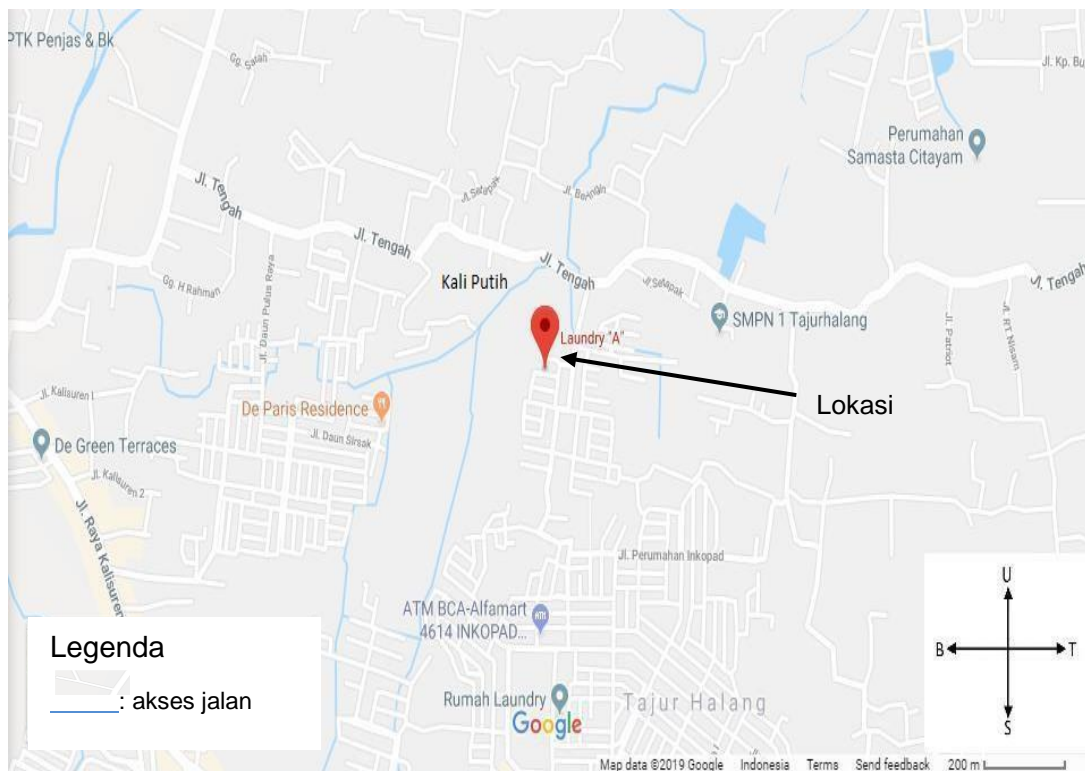 PTK Penjas & Bk
Gg. Salah
Jl. Kp. Bu
Perumahan
Samasta Citayam
Jl. Tengah
Jl. Setapak
Jl. Tengah
Jl. Tengah
Kali Putih
Gg. H Rahman
Jl. Daun Pulus Raya
Jl. Setapak
Jl. Tengah
SMPN 1 Tajurhalang
Jl. Patriot
Jl. RT. Nisam
Laundry "A"
Lokasi
Jl. Kalisuren I
De Paris Residence
Jl. Daun Sirsak
De Green Terraces
Jl. Kalisuren 2
Jl. Raya Kalisuren
Jl. Perumahan Inkopad
ATM BCA-Alfamart
4614 INKOPAD...
ATM
Rumah Laundry
Tajur Halang
Google
Legenda
: akses jalan
U
B
T
S
Map data ©2019 Google Indonesia Terms Send feedback 200 m